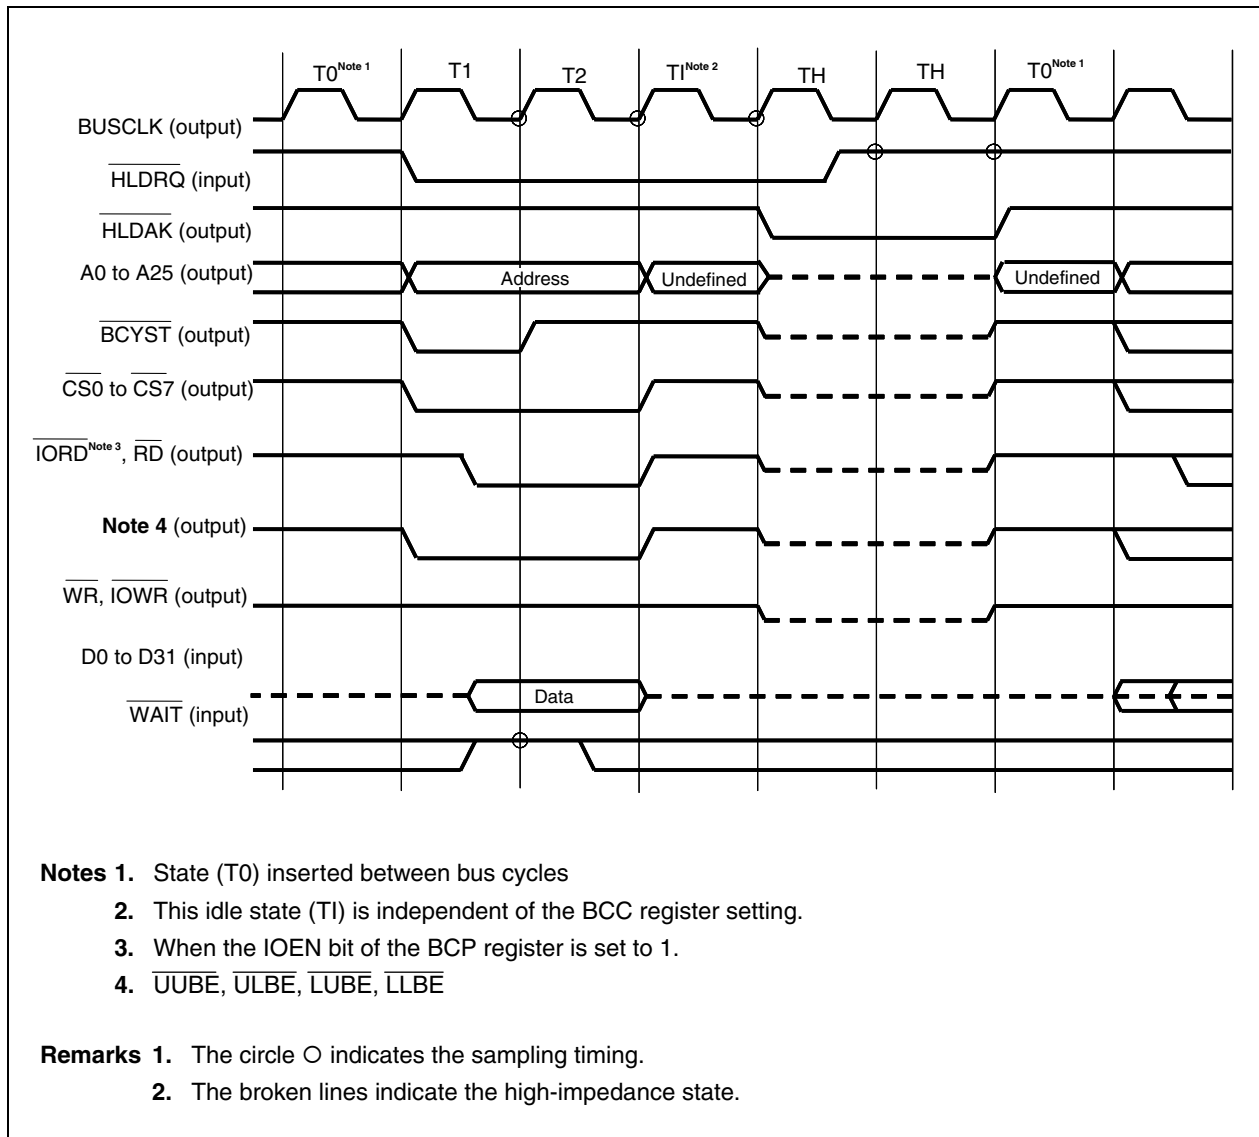 T0Note 1 T1 T2 TINote 2 TH TH T0Note 1
BUSCLK (output)
HLDRQ (input)
HLDAK (output)
A0 to A25 (output) Address Undefined Undefined
BCYST (output)
CS0 to CS7 (output)
IORDNote 3, RD (output)
Note 4 (output)
WR, IOWR (output)
D0 to D31 (input)
Data
WAIT (input)
Notes 1. State (T0) inserted between bus cycles
2. This idle state (TI) is independent of the BCC register setting.
3. When the IOEN bit of the BCP register is set to 1.
4. UUBE, ULBE, LUBE, LLBE
Remarks 1. The circle O indicates the sampling timing.
2. The broken lines indicate the high-impedance state.